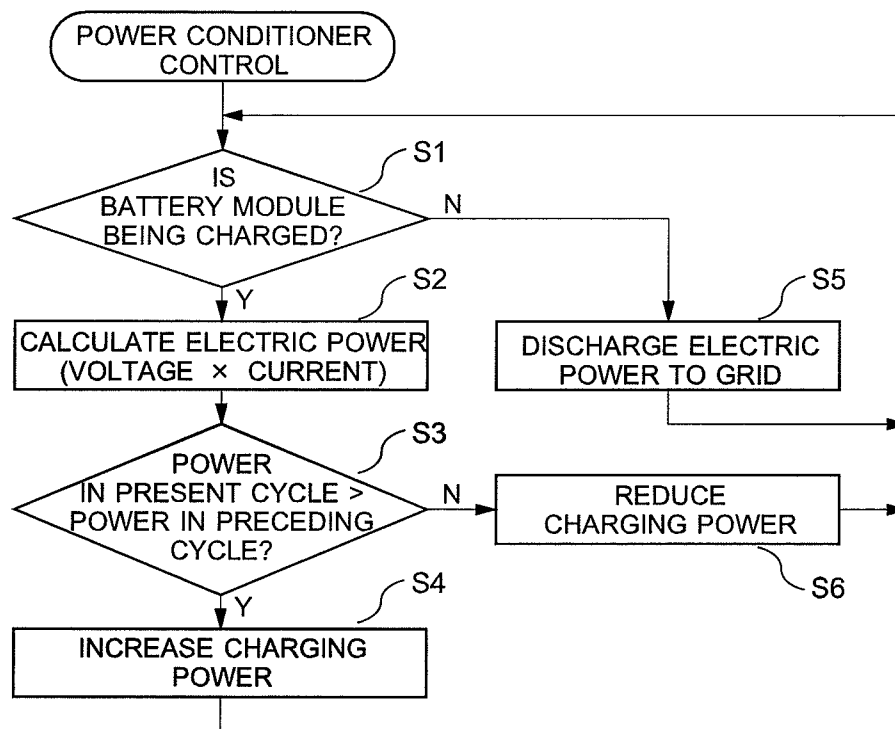 POWER CONDITIONER
CONTROL
S1
IS
BATTERY MODULE
BEING CHARGED?
N
Y
S2
CALCULATE ELECTRIC POWER
(VOLTAGE × CURRENT)
S5
DISCHARGE ELECTRIC
POWER TO GRID
S3
POWER
IN PRESENT CYCLE >
POWER IN PRECEDING
CYCLE?
N
REDUCE
CHARGING POWER
S6
Y
S4
INCREASE CHARGING
POWER